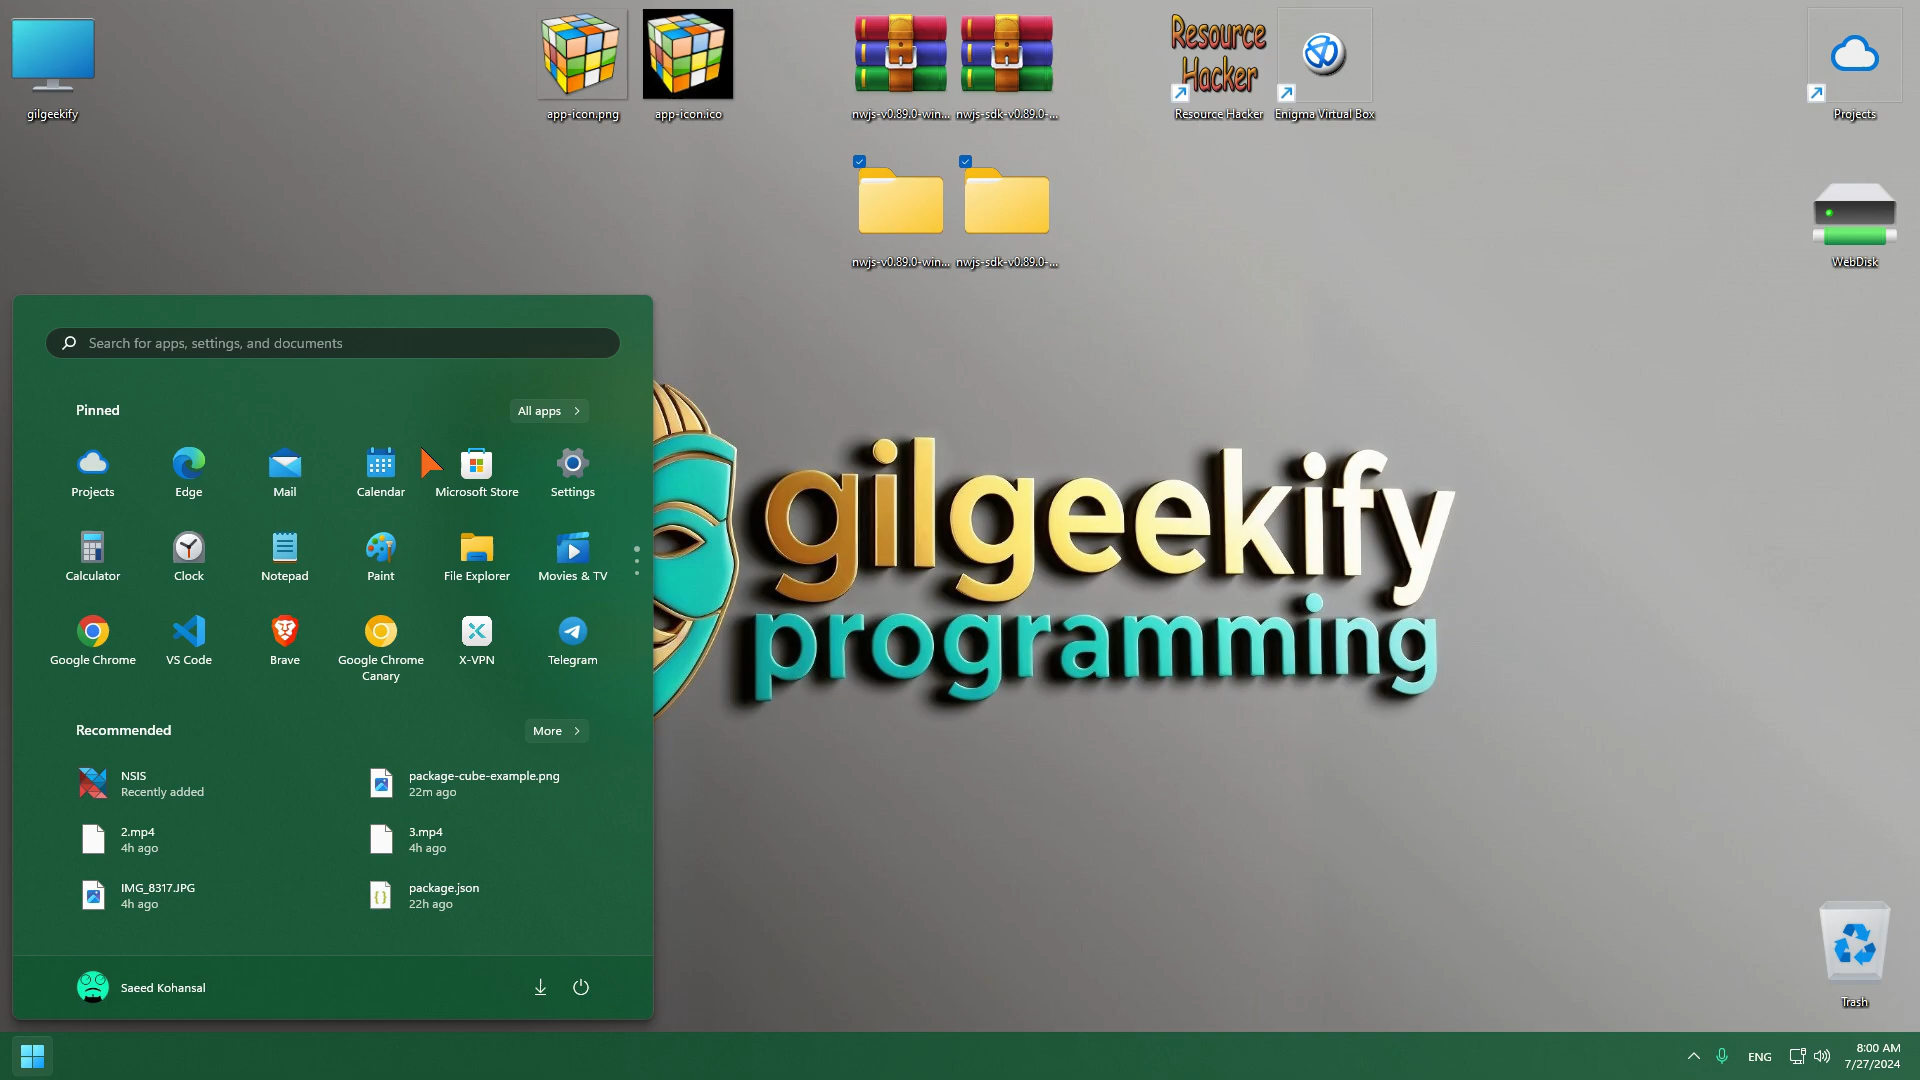 gilgeekify
app-icon.png
app-icon.ico
nwjs-v0.89.0-win...
nwjs-sdk-v0.89.0-...
Resource
Hacker
Resource Hacker
Enigma Virtual Box
Projects
nwjs-v0.89.0-win...
nwjs-sdk-v0.89.0-...
WebDisk
Search for apps, settings, and documents
Pinned
All apps
Projects
Edge
Mail
Calendar
Microsoft Store
Settings
Calculator
Clock
Notepad
Paint
File Explorer
Movies & TV
Google Chrome
VS Code
Brave
Google Chrome
Canary
X-VPN
Telegram
gilgeekify
programming
Recommended
More
NSIS
Recently added
package-cube-example.png
22m ago
2.mp4
4h ago
3.mp4
4h ago
IMG_8317.JPG
4h ago
package.json
22h ago
Saeed Kohansal
Trash
ENG
8:00 AM
7/27/2024